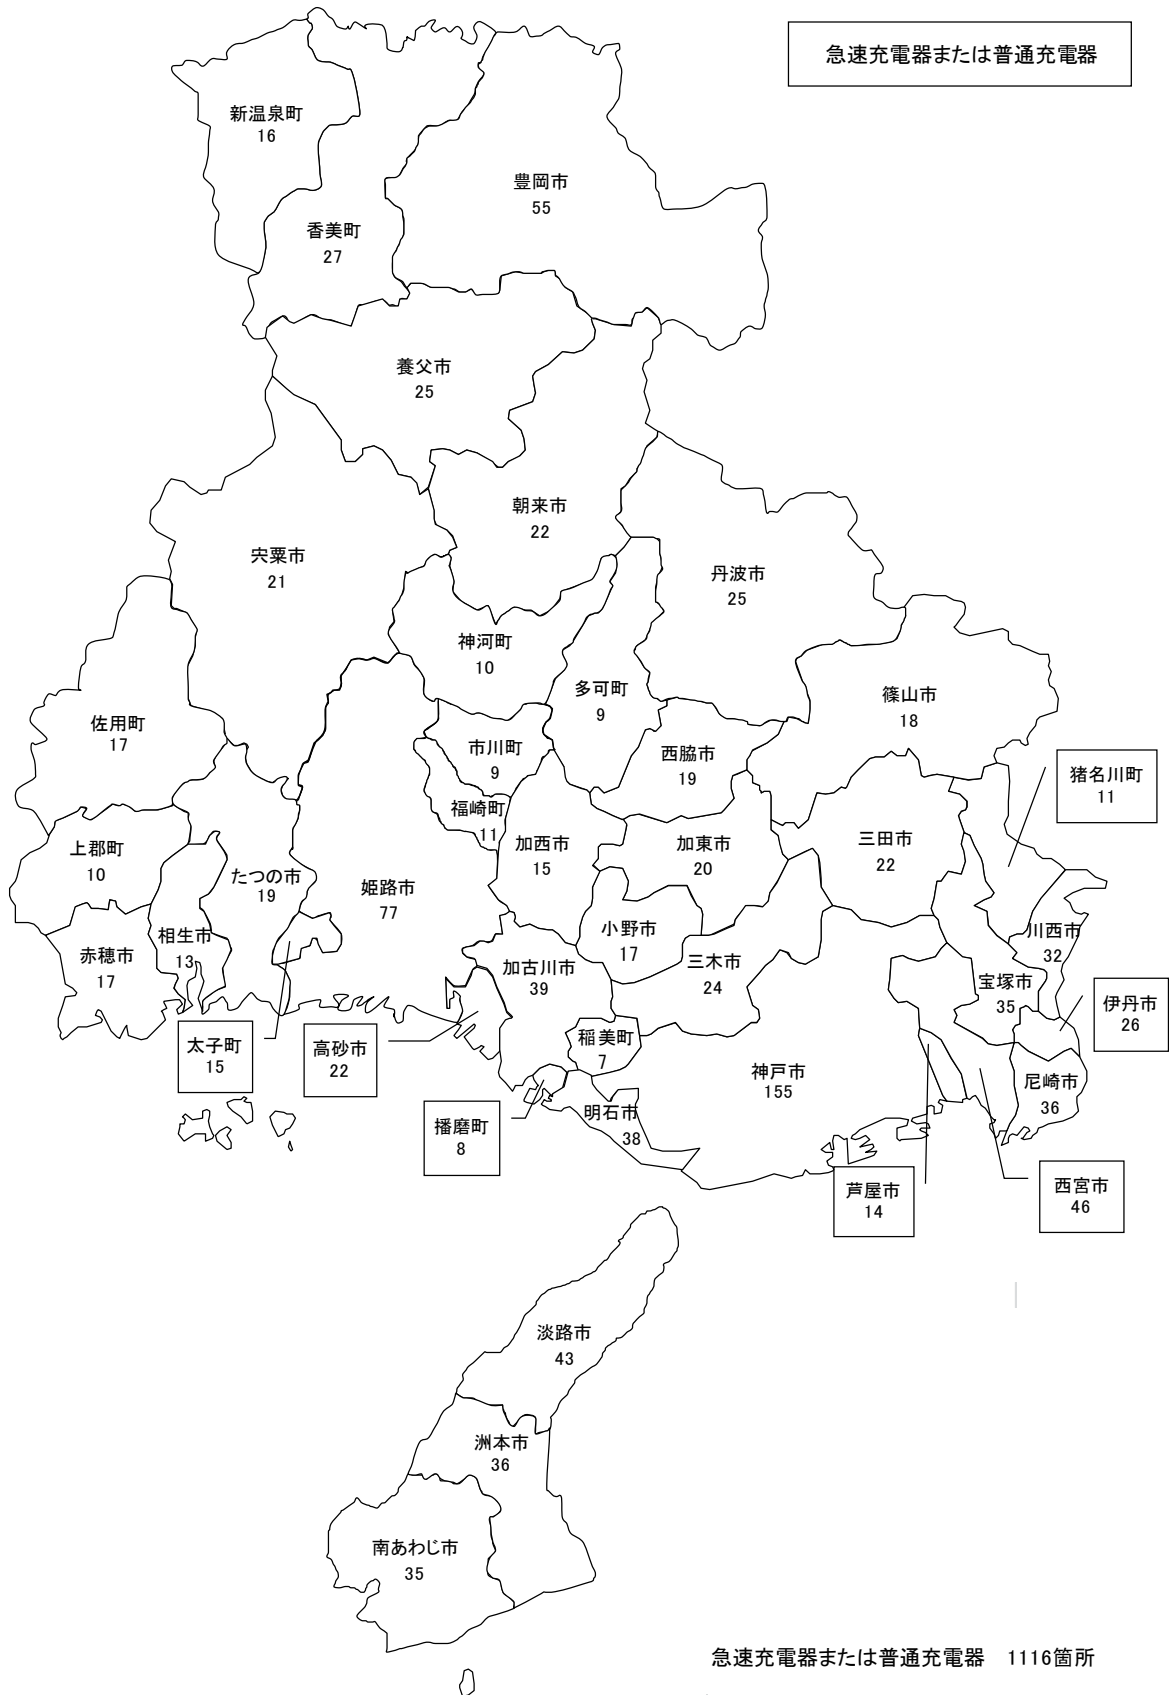 急速充電器または普通充電器
新温泉町
16
豊岡市
55
香美町
27
養父市
25
朝来市
22
宍粟市
21
丹波市
25
神河町
10
多可町
9
篠山市
18
佐用町
17
市川町
9
西脇市
19
猪名川町
11
福崎町
11
加西市
15
加東市
20
三田市
22
上郡町
10
たつの市
19
姫路市
77
小野市
17
川西市
32
赤穂市
17
相生市
13
加古川市
39
三木市
24
宝塚市
35
伊丹市
26
太子町
15
高砂市
22
稲美町
7
神戸市
155
尼崎市
36
播磨町
8
明石市
38
芦屋市
14
西宮市
46
淡路市
43
洲本市
36
南あわじ市
35
急速充電器または普通充電器　1116箇所